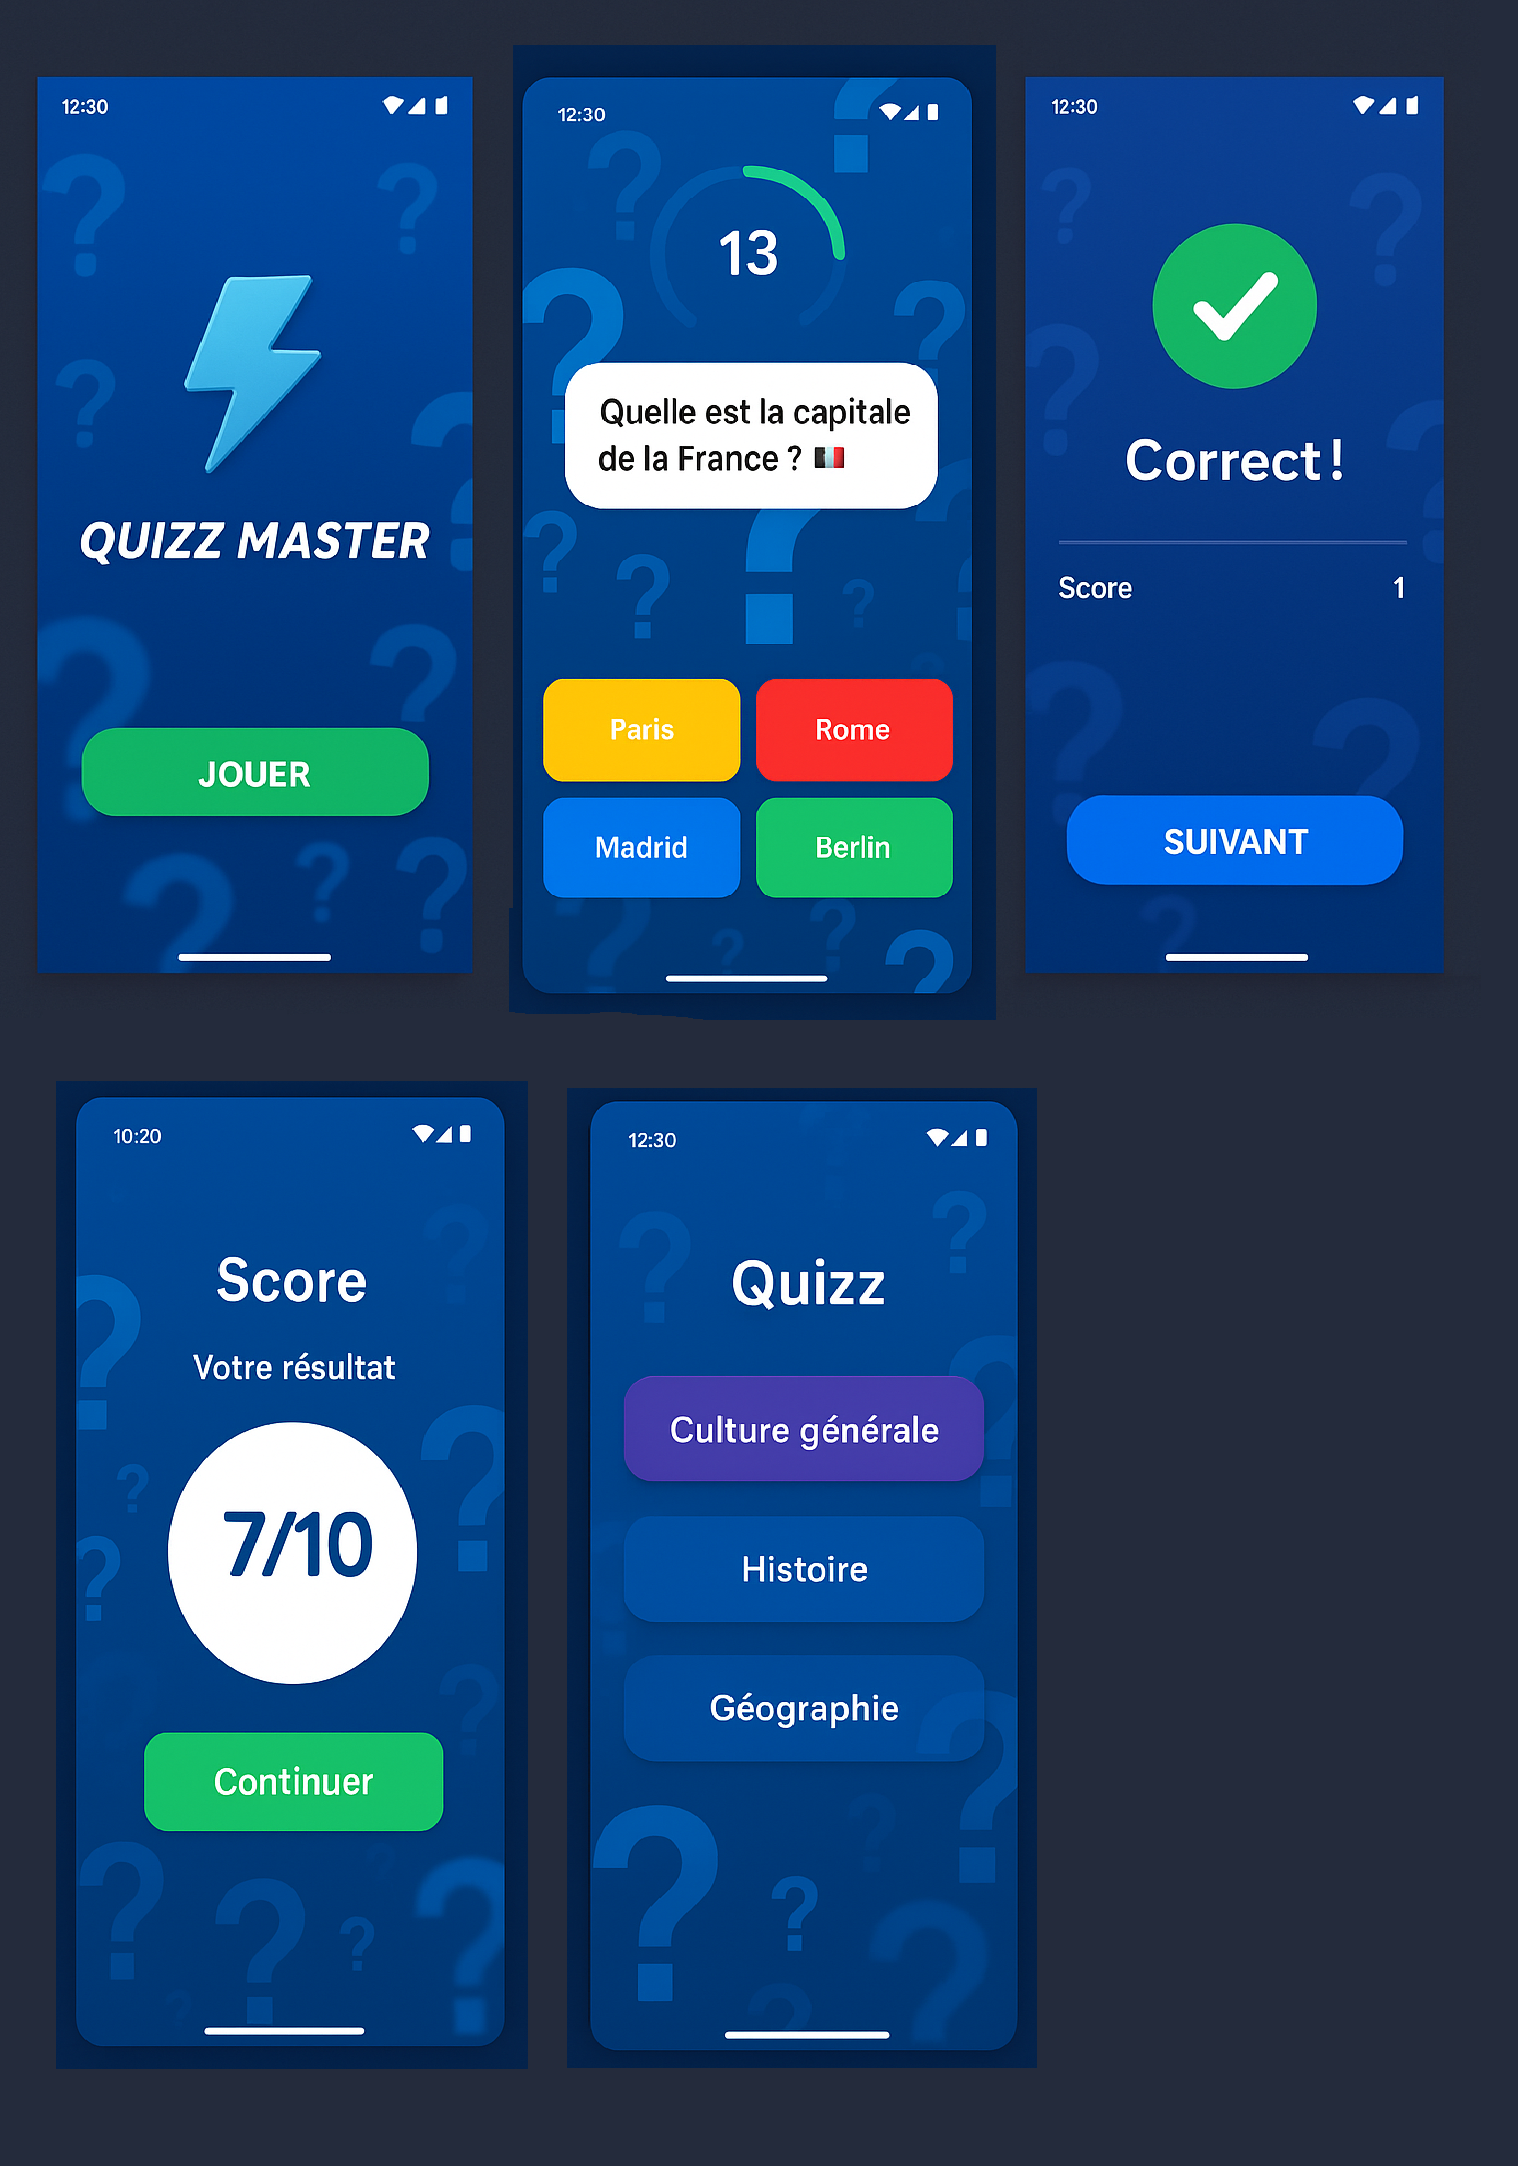 12:30
QUIZZ MASTER
JOUER
12:30
13
Quelle est la capitale
de la France ?
Paris
Rome
Madrid
Berlin
12:30
Correct!
Score 1
SUIVANT
10:20
Score
Votre résultat
7/10
Continuer
12:30
Quizz
Culture générale
Histoire
Géographie